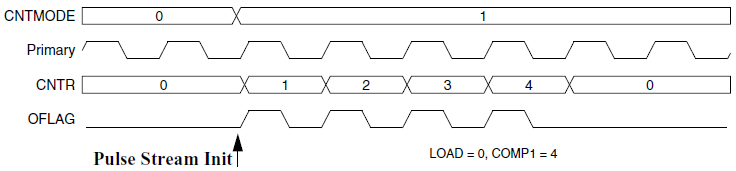 CNTMODE 0 1
Primary
CNTR 0 1 2 3 4 0
OFLAG
Pulse Stream Init LOAD = 0, COMP1 = 4